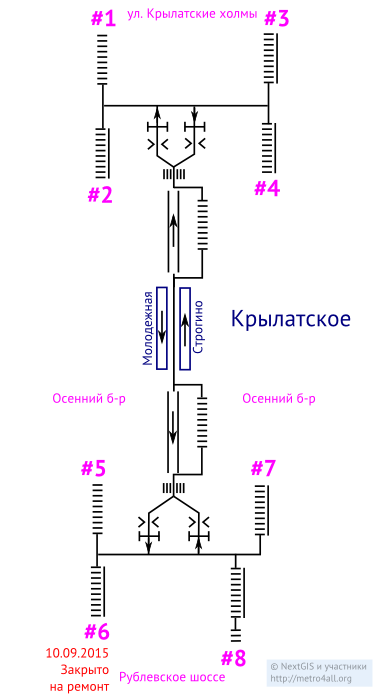 #1
ул. Крылатские холмы
#3
#2
#4
Молодежная
Строгино
Крылатское
Осенний б-р
Осенний б-р
#5
#7
#6
10.09.2015
Закрыто
на ремонт
Рублевское шоссе
#8
© NextGIS и участники
http://metro4all.org